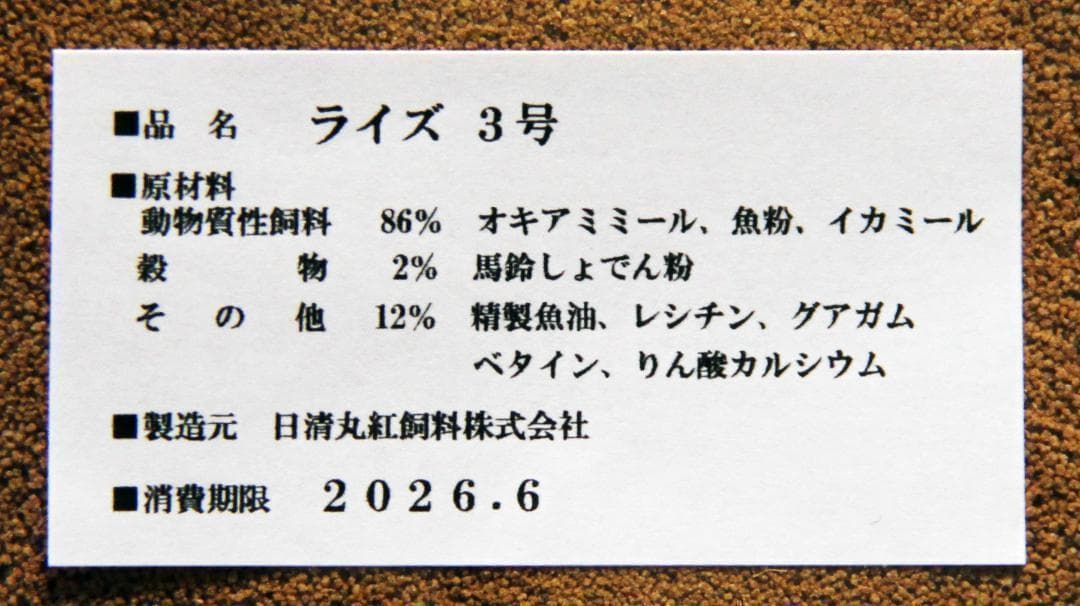 ■品 名 ライズ 3号
■原材料
動物質性飼料 86% オキアミミール、魚粉、イカミール
穀物 2% 馬鈴しょでん粉
その他 12% 精製魚油、レシチン、グアガム
ベタイン、りん酸カルシウム
■製造元 日清丸紅飼料株式会社
■消費期限 2026.6